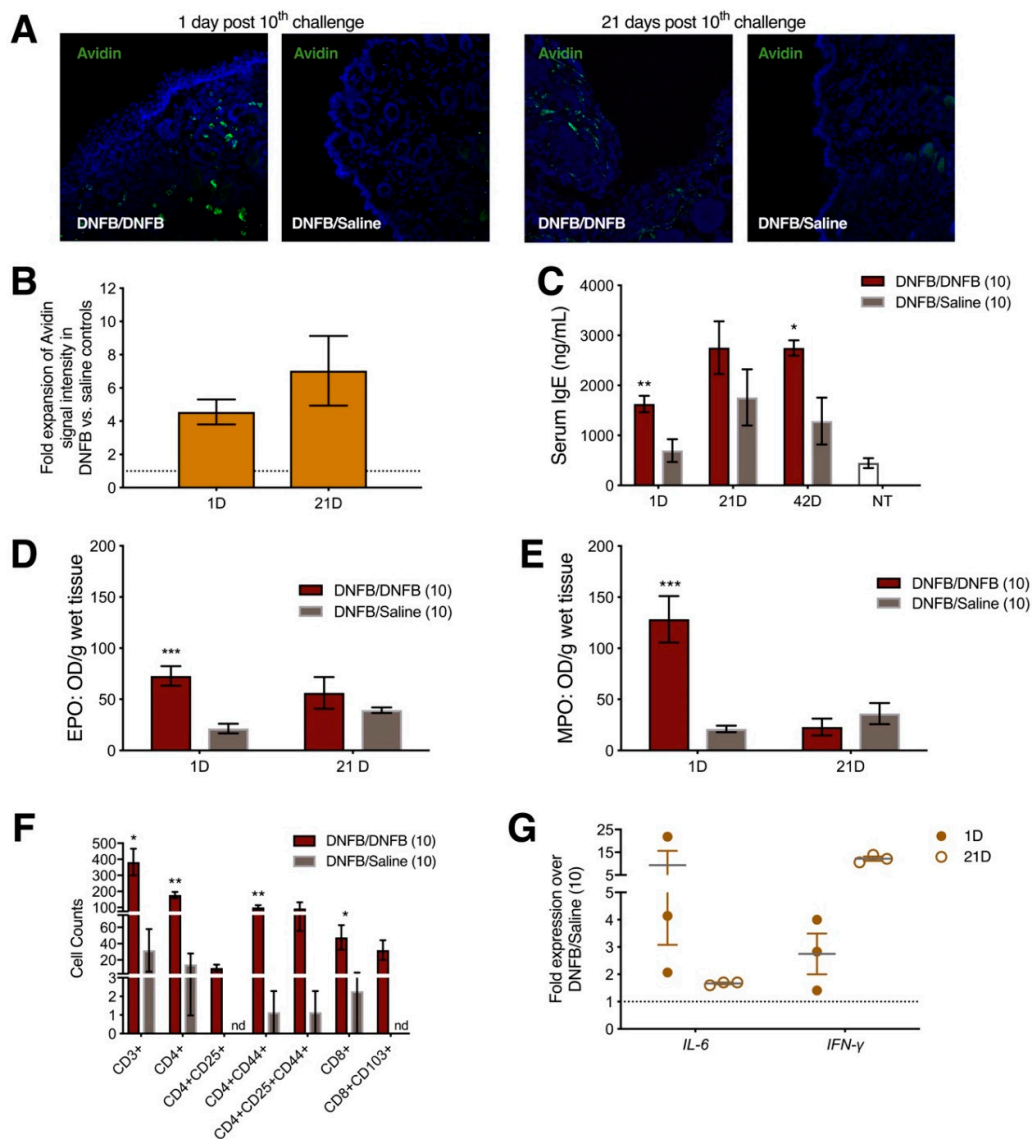 1 day post 10th challenge
21 days post 10th challenge
A
Avidin
Avidin
Avidin
Avidin
DNFB/DNFB
DNFB/Saline
DNFB/DNFB
DNFB/Saline
B
Fold expansion of Avidin
signal intensity in
DNFB vs. saline controls
12
10
8
6
4
2
0
1D
21D
C
DNFB/DNFB (10)
DNFB/Saline (10)
Serum IgE (ng/mL)
4000
3000
2000
1000
0
**
*
1D
21D
42D
NT
D
DNFB/DNFB (10)
DNFB/Saline (10)
EPO: OD/g wet tissue
200
150
100
50
0
***
1D
21 D
E
DNFB/DNFB (10)
DNFB/Saline (10)
MPO: OD/g wet tissue
200
150
100
50
0
***
1D
21D
F
DNFB/DNFB (10)
DNFB/Saline (10)
Cell Counts
500
400
300
200
100
60
40
20
3
2
1
0
*
**
nd
**
*
nd
CD3+
CD4+
CD4+CD25+
CD4+CD44+
CD4+CD25+CD44+
CD8+
CD8+CD103+
G
1D
21D
Fold expression over
DNFB/Saline (10)
25
15
5
5
4
3
2
1
0
IL-6
IFN-γ